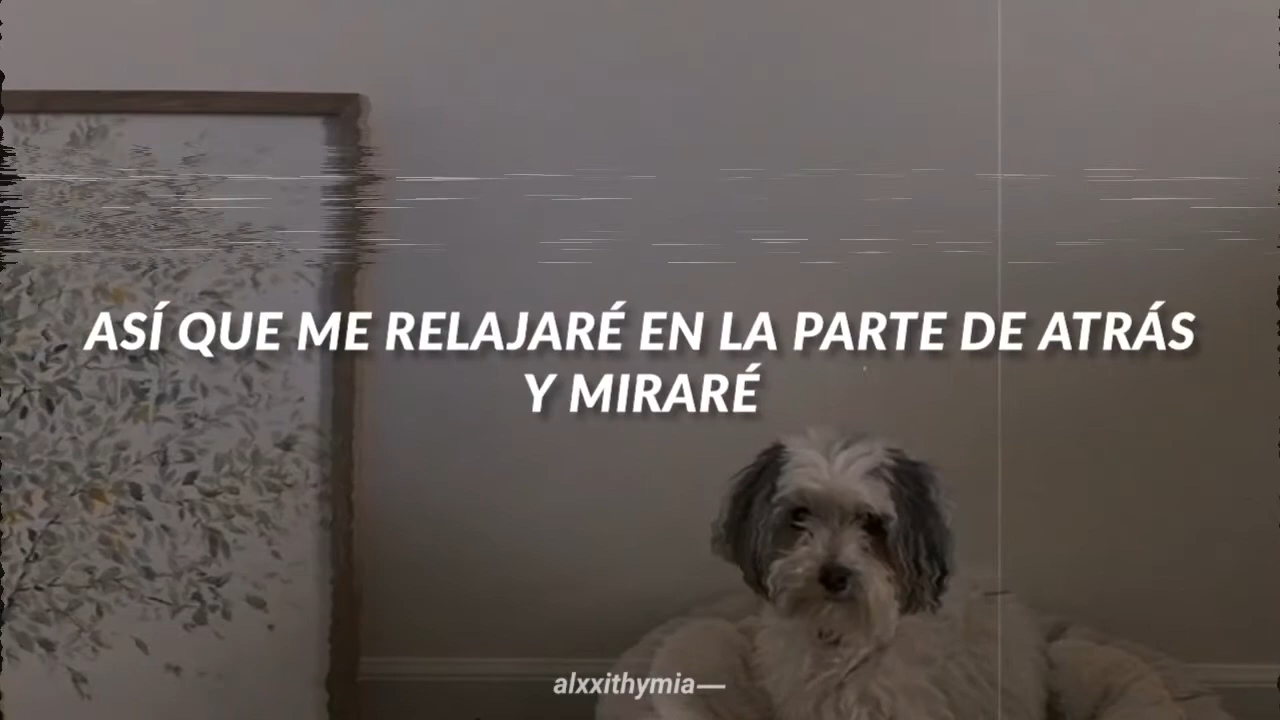 ASÍ QUE ME RELAJARÉ EN LA PARTE DE ATRÁS
Y MIRARÉ
alxxithymia—